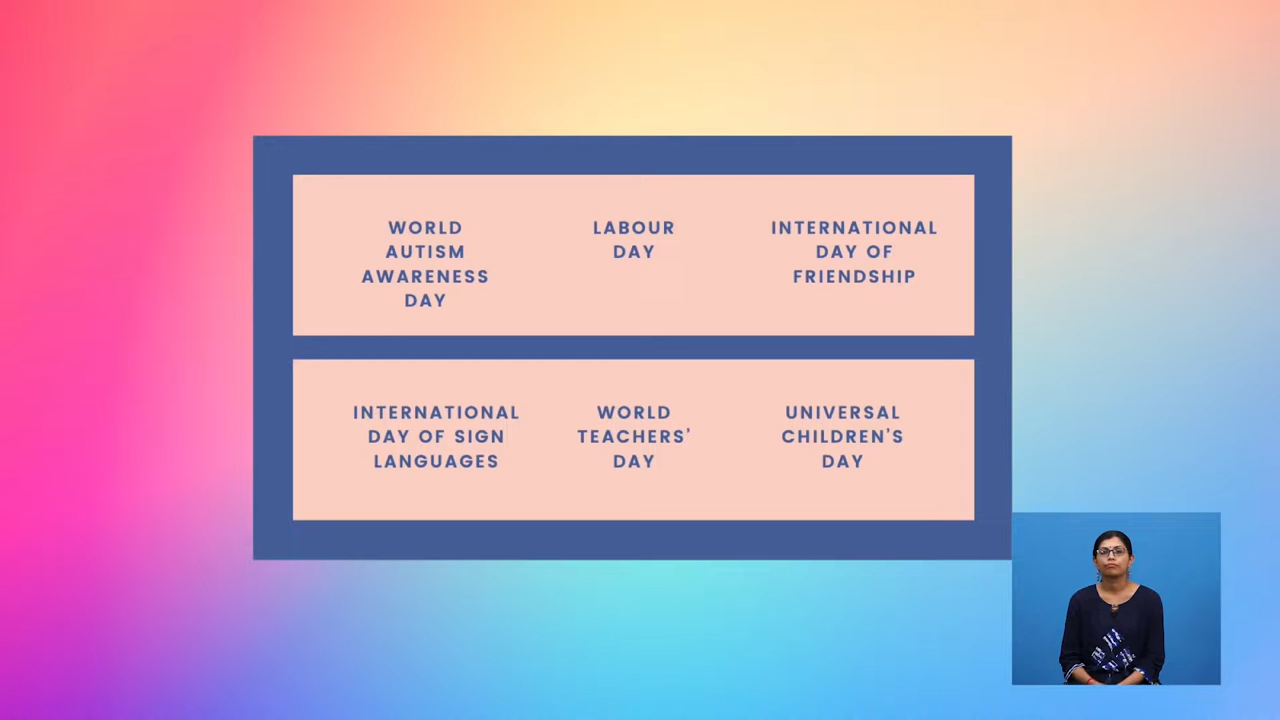 WORLD
AUTISM
AWARENESS
DAY
LABOUR
DAY
INTERNATIONAL
DAY OF
FRIENDSHIP
INTERNATIONAL
DAY OF SIGN
LANGUAGES
WORLD
TEACHERS'
DAY
UNIVERSAL
CHILDREN'S
DAY